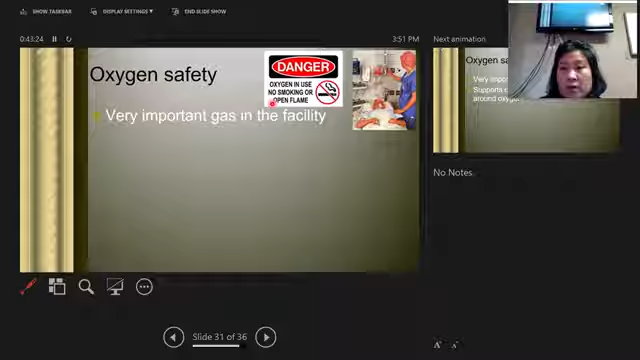 SHOW TASKBAR
DISPLAY SETTINGS ▾
END SLIDE SHOW
0:43:24
3:51 PM
Oxygen safety
DANGER
OXYGEN IN USE
NO SMOKING OR
OPEN FLAME
Very important gas in the facility
Next animation
Oxygen sa
Very impor
Supports c
around oxyg
No Notes.
Slide 31 of 36
A
A